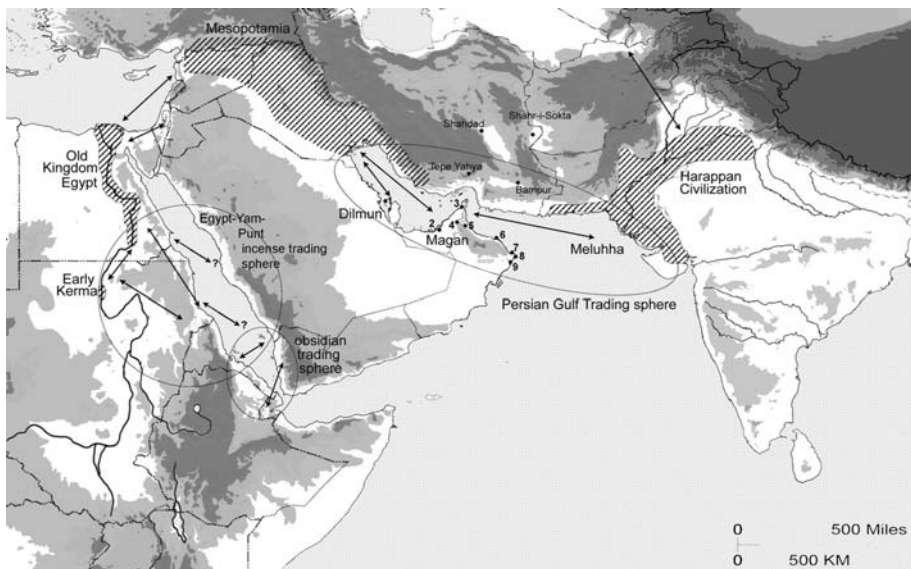 Mesopotamia
Shahdad
Shahr-i-Sokta
Old
Kingdom
Egypt
Tepe Yahya
Bampur
Harappan
Civilization
Dilmun
1
2
3
4
5
6
7
8
9
Magan
Meluhha
Egypt-Yam-
Punt
incense trading
sphere
?
Early
Kerma
Persian Gulf Trading sphere
?
obsidian
trading
sphere
0 500 Miles
0 500 KM